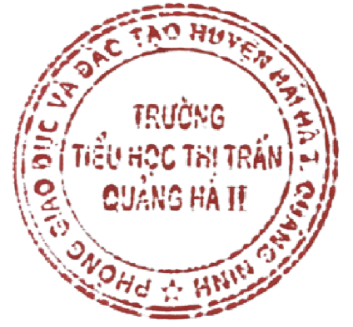 PHÒNG GIÁO DỤC VÀ ĐÀO TẠO HUYỆN HẢI HÀ T. QUẢNG NINH
TRƯỜNG
TIỂU HỌC THỊ TRẤN
QUẢNG HÀ II